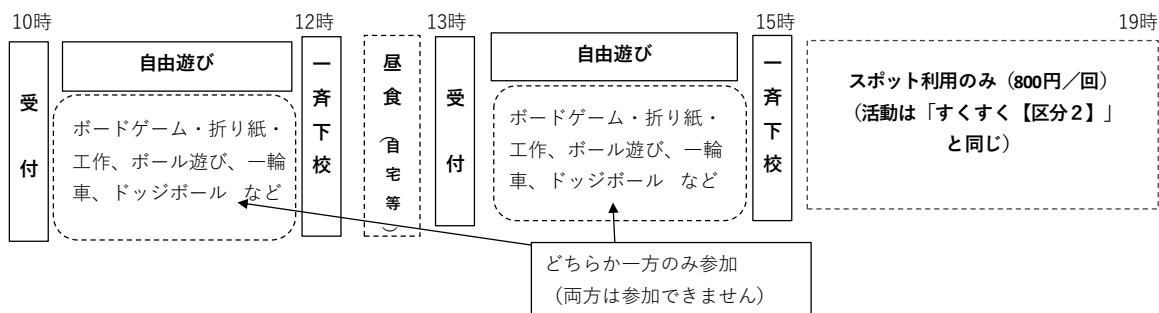 10時
12時
13時
15時
19時
受付
自由遊び
ボードゲーム・折り紙・
工作、ボール遊び、一輪
車、ドッジボール など
一斉下校
昼食（自宅等）
受付
自由遊び
ボードゲーム・折り紙・
工作、ボール遊び、一輪
車、ドッジボール など
一斉下校
スポット利用のみ（800円／回）
（活動は「すくすく【区分２】」
と同じ）
どちらか一方のみ参加
（両方は参加できません）